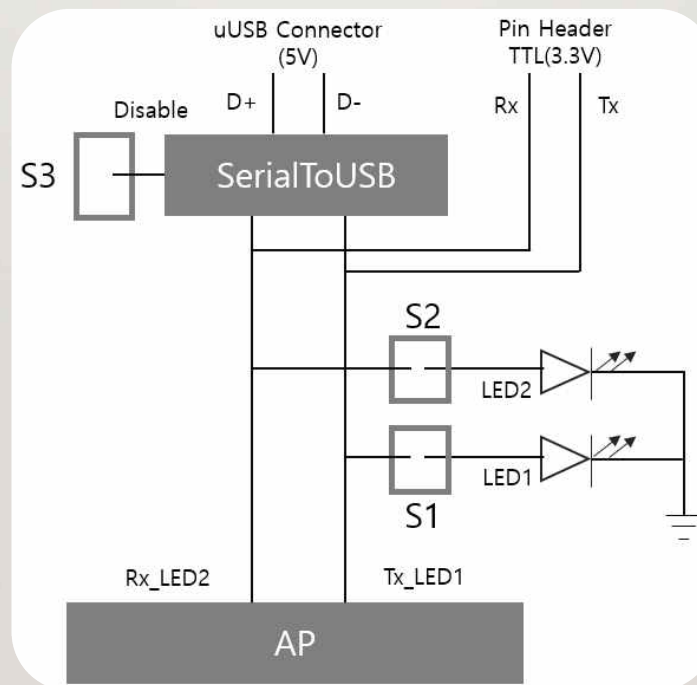 uUSB Connector
(5V)
Pin Header
TTL(3.3V)
Disable
D+
D-
Rx
Tx
S3
SerialToUSB
S2
LED2
LED1
S1
Rx_LED2
Tx_LED1
AP